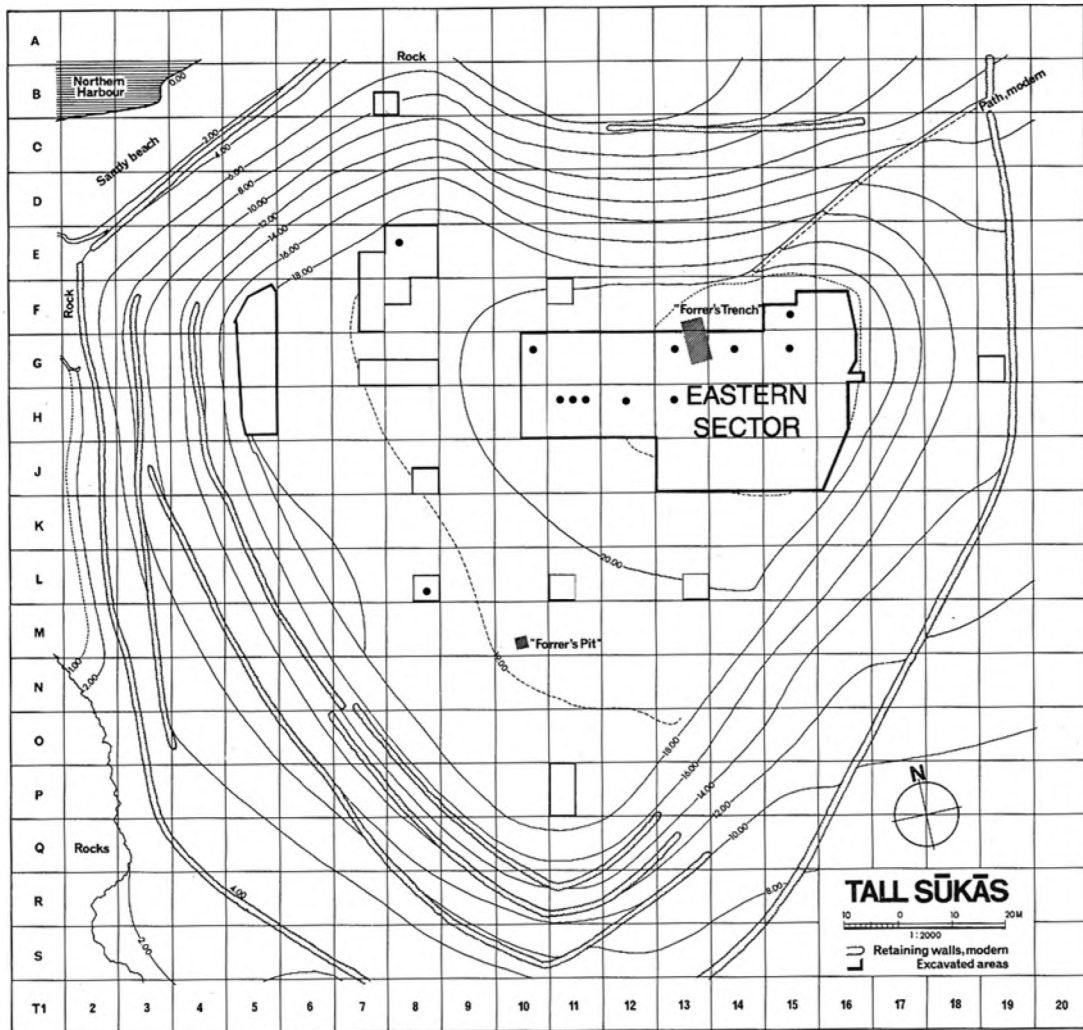 A
Rock
B
Northern
Harbour
0.00
Path, modern
C
Sandy beach
2.00
4.00
6.00
8.00
D
10.00
12.00
14.00
16.00
18.00
E
F
Rock
"Forrer's Trench"
G
EASTERN
SECTOR
H
J
K
L
20.00
M
"Forrer's Pit"
1.00
2.00
N
O
18.00
16.00
14.00
12.00
10.00
P
N
Q
Rocks
R
4.00
8.00
TALL SŪKĀS
10 0 10 20M
1:2000
S
2.00
Retaining walls, modern
Excavated areas
T1 2 3 4 5 6 7 8 9 10 11 12 13 14 15 16 17 18 19 20